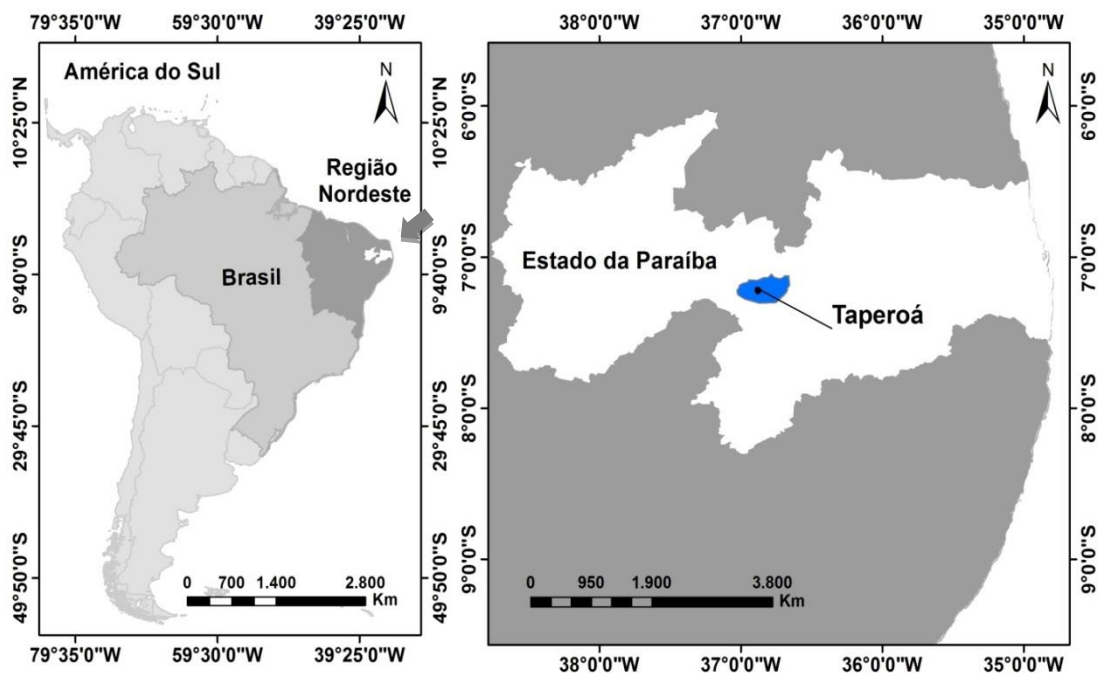 79°35'0"W 59°30'0"W 39°25'0"W
América do Sul
N
10°25'0"N
10°25'0"N
Região
Nordeste
9°40'0"S
9°40'0"S
Brasil
29°45'0"S
29°45'0"S
49°50'0"S
49°50'0"S
0 700 1.400 2.800
Km
79°35'0"W 59°30'0"W 39°25'0"W
38°0'0"W 37°0'0"W 36°0'0"W 35°0'0"W
N
6°0'0"S
6°0'0"S
Estado da Paraíba
7°0'0"S
7°0'0"S
Taperoá
8°0'0"S
8°0'0"S
9°0'0"S
9°0'0"S
0 950 1.900 3.800
Km
38°0'0"W 37°0'0"W 36°0'0"W 35°0'0"W